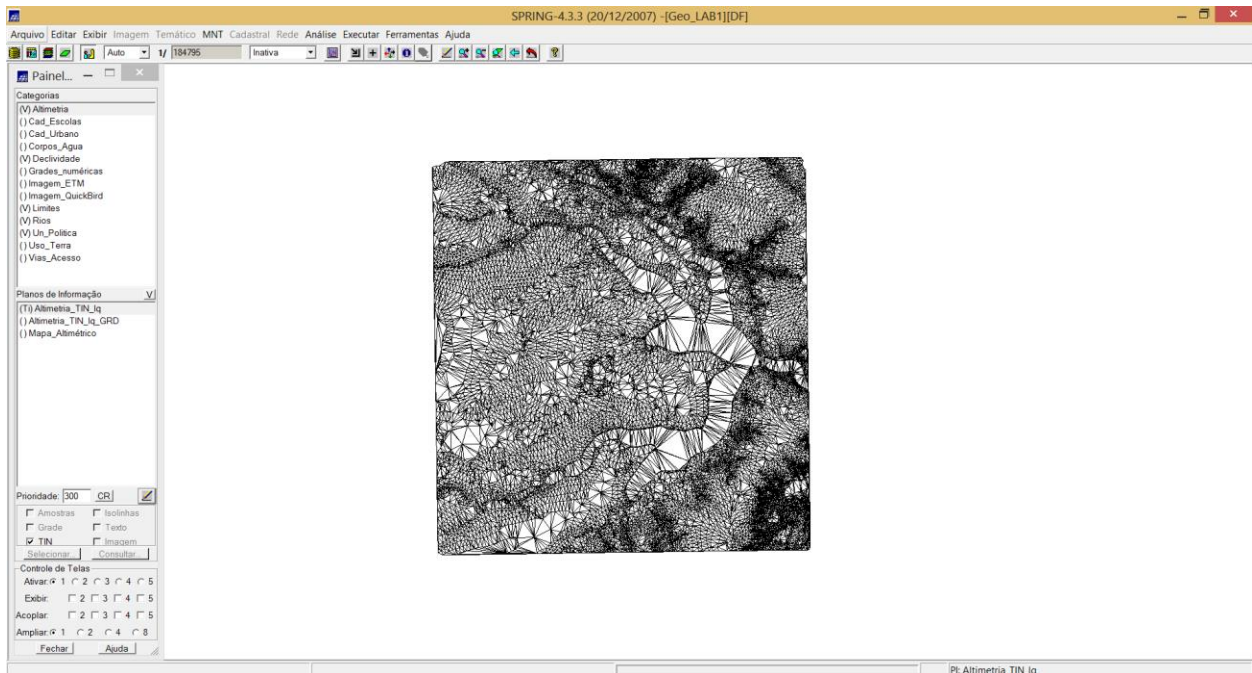 SPRING-4.3.3 (20/12/2007) -[Geo_LAB1][DF]
Arquivo Editar Exibir Imagem Temático MNT Cadastral Rede Análise Executar Ferramentas Ajuda
Auto 1/ 184795 Inativa
Painel...
Categorias
(V) Altimetria
() Cad_Escolas
() Cad_Urbano
() Corpos_Agua
(V) Declividade
() Grades_numéricas
() Imagem_ETM
() Imagem_QuickBird
(V) Limites
(V) Rios
(V) Un_Politica
() Uso_Terra
() Vias_Acesso
Planos de Informação V
(Ti) Altimetria_TIN_lq
() Altimetria_TIN_lq_GRD
() Mapa_Altimétrico
Prioridade: 300 CR
Amostras Isolinhas
Grade Texto
TIN Imagem
Selecionar... Consultar...
Controle de Telas
Ativar: 1 2 3 4 5
Exibir: 2 3 4 5
Acoplar: 2 3 4 5
Ampliar: 1 2 4 8
Fechar Ajuda
PI: Altimetria_TIN_lq